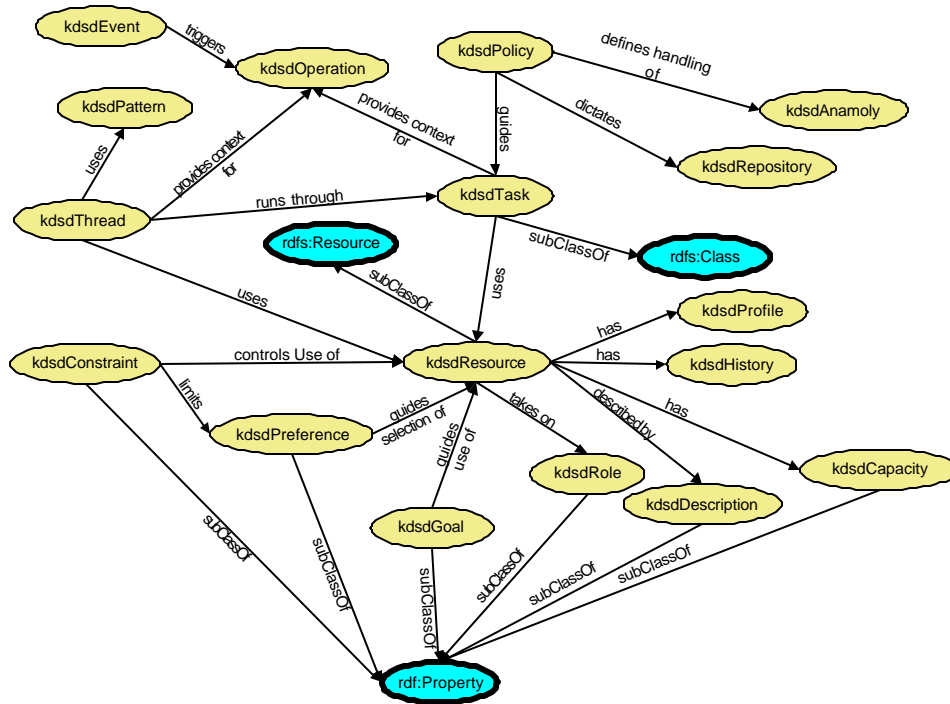 kdsdEvent
triggers
kdsdOperation
kdsdPolicy
defines handling
of
kdsdAnamoly
kdsdPattern
provides context
for
guides
dictates
kdsdRepository
uses
provides context
for
kdsdThread
runs through
kdsdTask
rdfs:Resource
subClassOf
rdfs:Class
uses
subClassOf
uses
has
kdsdProfile
kdsdConstraint
controls Use of
kdsdResource
has
kdsdHistory
limits
guides
selection of
takes on
described by
has
kdsdPreference
guides
use of
kdsdRole
kdsdCapacity
kdsdGoal
kdsdDescription
subClassOf
subClassOf
subClassOf
subClassOf
subClassOf
subClassOf
rdf:Property